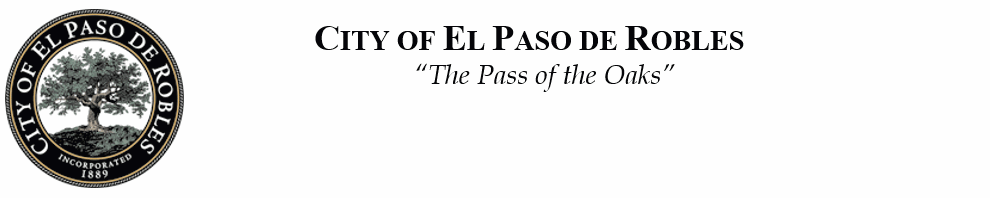 CITY OF EL PASO DE ROBLES
INCORPORATED
1889
CITY OF EL PASO DE ROBLES
“The Pass of the Oaks”